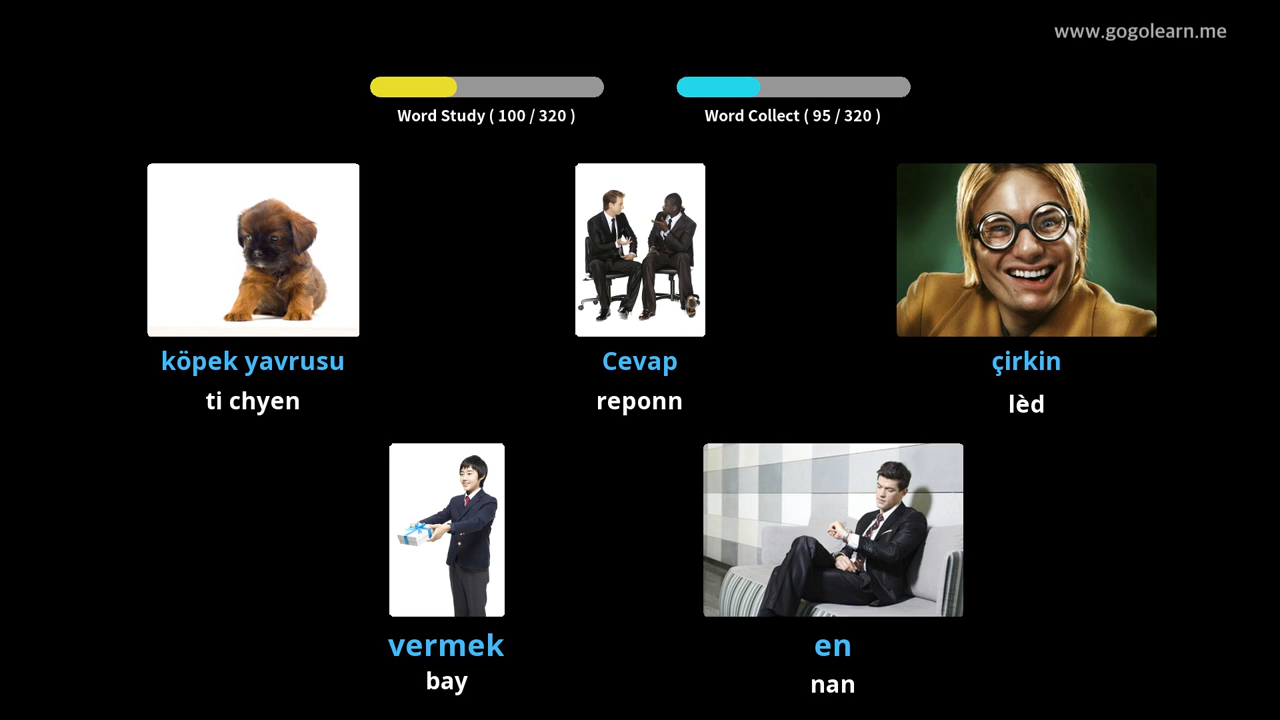 www.gogolearn.me
Word Study ( 100 / 320 )
Word Collect ( 95 / 320 )
köpek yavrusu
ti chyen
Cevap
reponn
çirkin
lèd
vermek
bay
en
nan